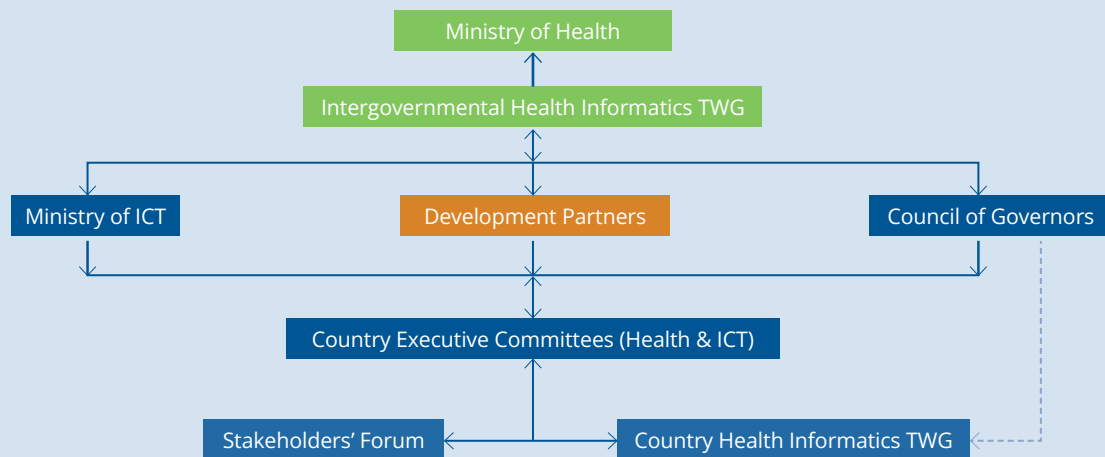 Ministry of Health
Intergovernmental Health Informatics TWG
Ministry of ICT
Development Partners
Council of Governors
Country Executive Committees (Health & ICT)
Stakeholders’ Forum
Country Health Informatics TWG